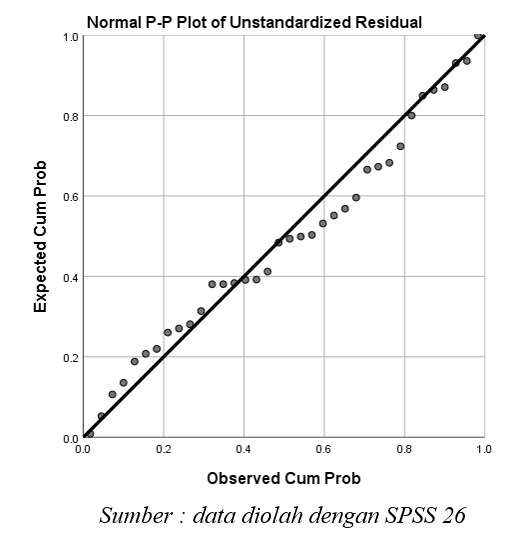 Normal P-P Plot of Unstandardized Residual
1.0
0.8
0.6
0.4
0.2
0.0
Expected Cum Prob
0.0 0.2 0.4 0.6 0.8 1.0
Observed Cum Prob
Sumber : data diolah dengan SPSS 26